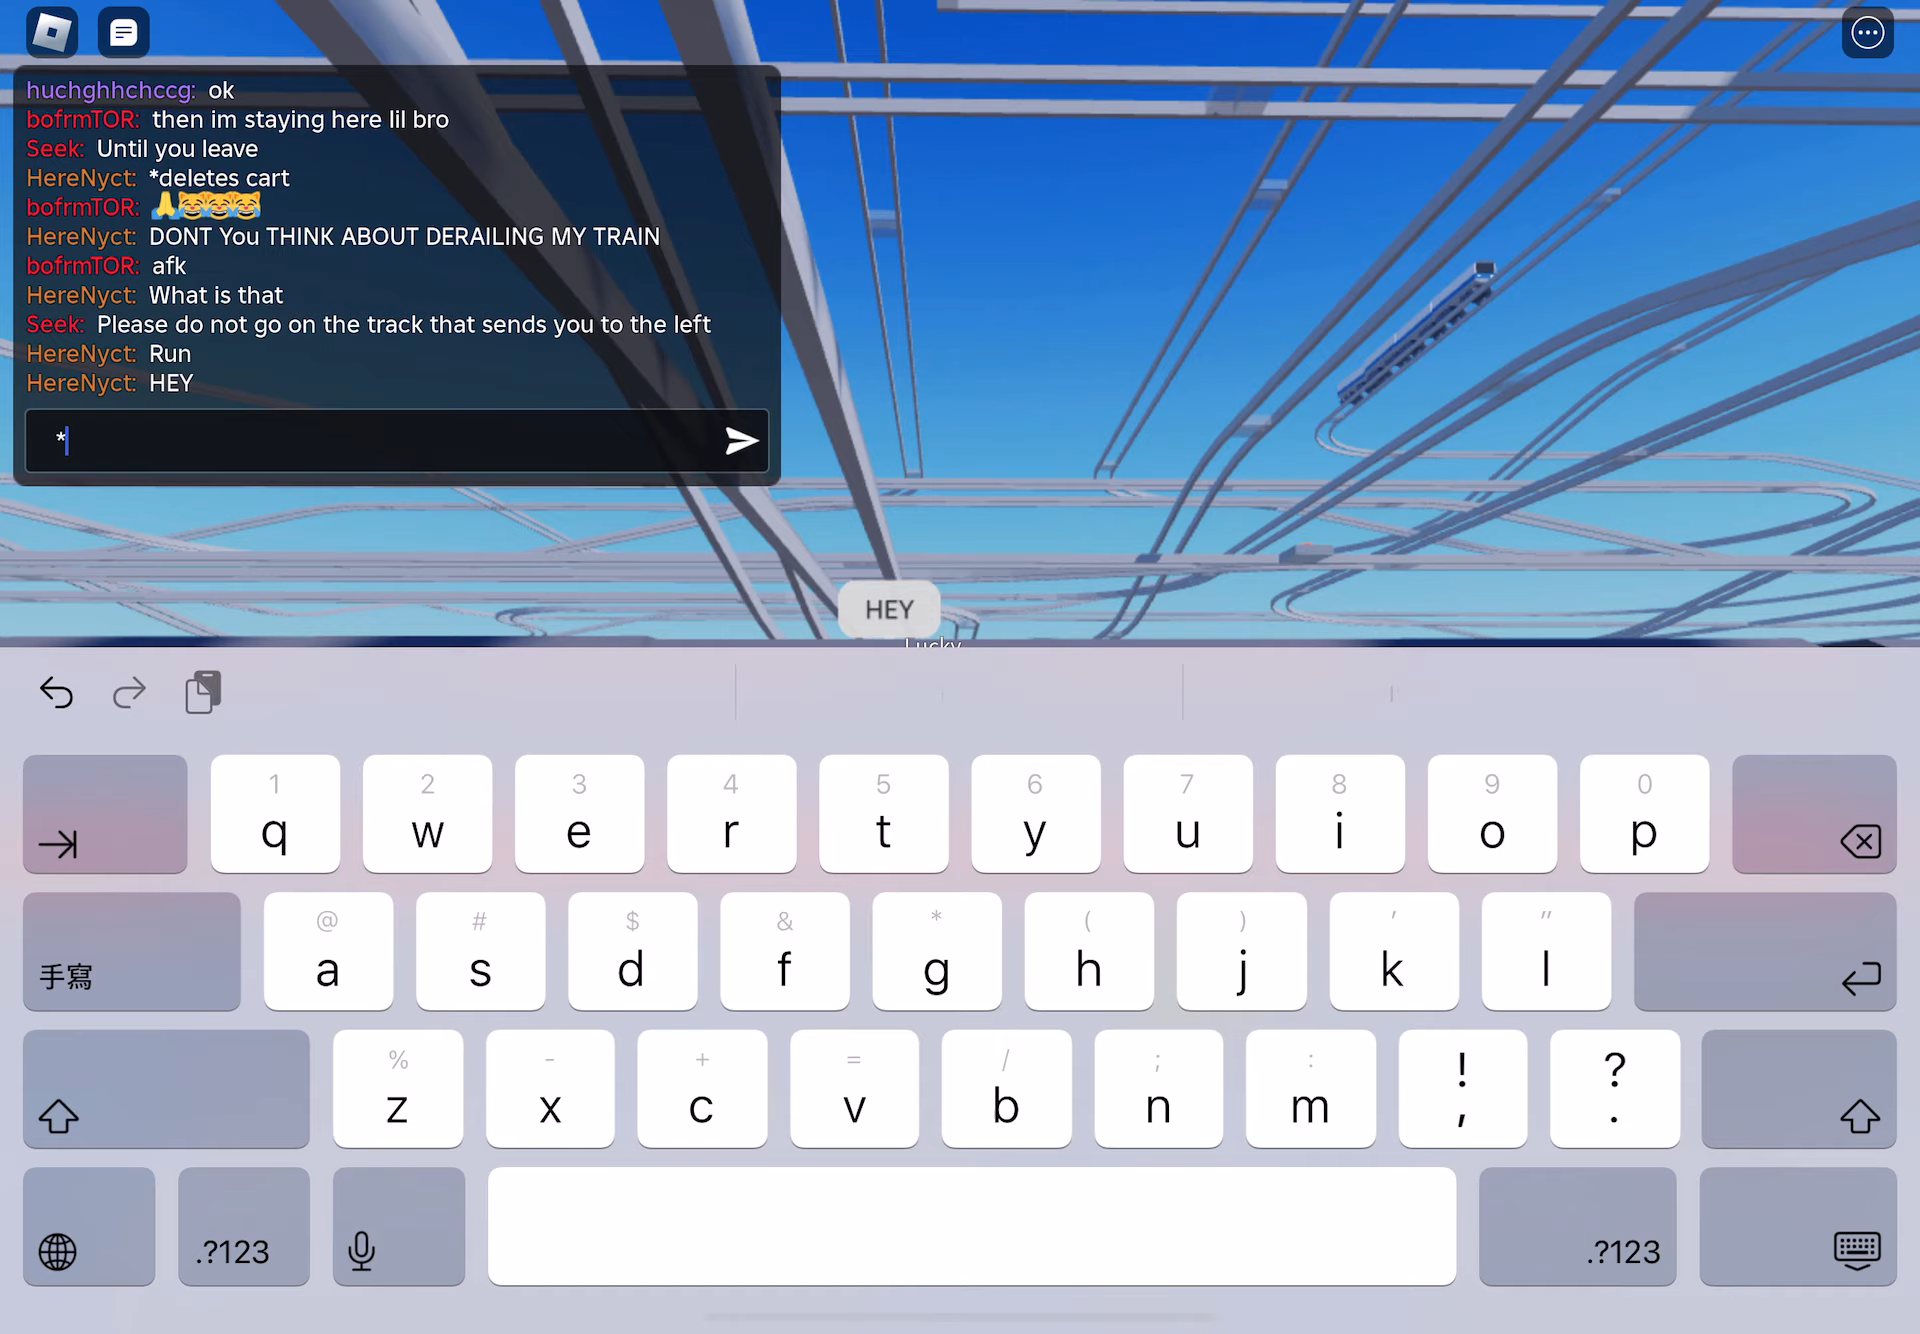 huchghhchccg: ok
bofrmTOR: then im staying here lil bro
Seek: Until you leave
HereNyct: *deletes cart
bofrmTOR: 🙏😹😹😹
HereNyct: DONT You THINK ABOUT DERAILING MY TRAIN
bofrmTOR: afk
HereNyct: What is that
Seek: Please do not go on the track that sends you to the left
HereNyct: Run
HereNyct: HEY
*
HEY
Lucky
1 2 3 4 5 6 7 8 9 0
q w e r t y u i o p
@ # $ & * ( ) ' "
手寫 a s d f g h j k l
% - + = / ; : ! ?
z x c v b n m , .
.?123 .?123